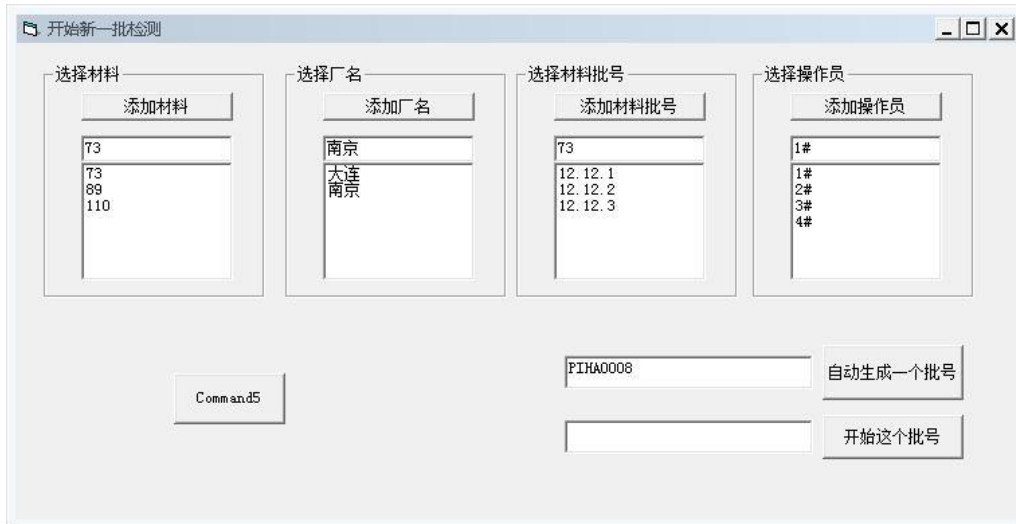 开始新一批检测
选择材料
添加材料
73
73
89
110
选择厂名
添加厂名
南京
大连
南京
选择材料批号
添加材料批号
73
12.12.1
12.12.2
12.12.3
选择操作员
添加操作员
1#
1#
2#
3#
4#
Command5
PIHA0008
自动生成一个批号
开始这个批号